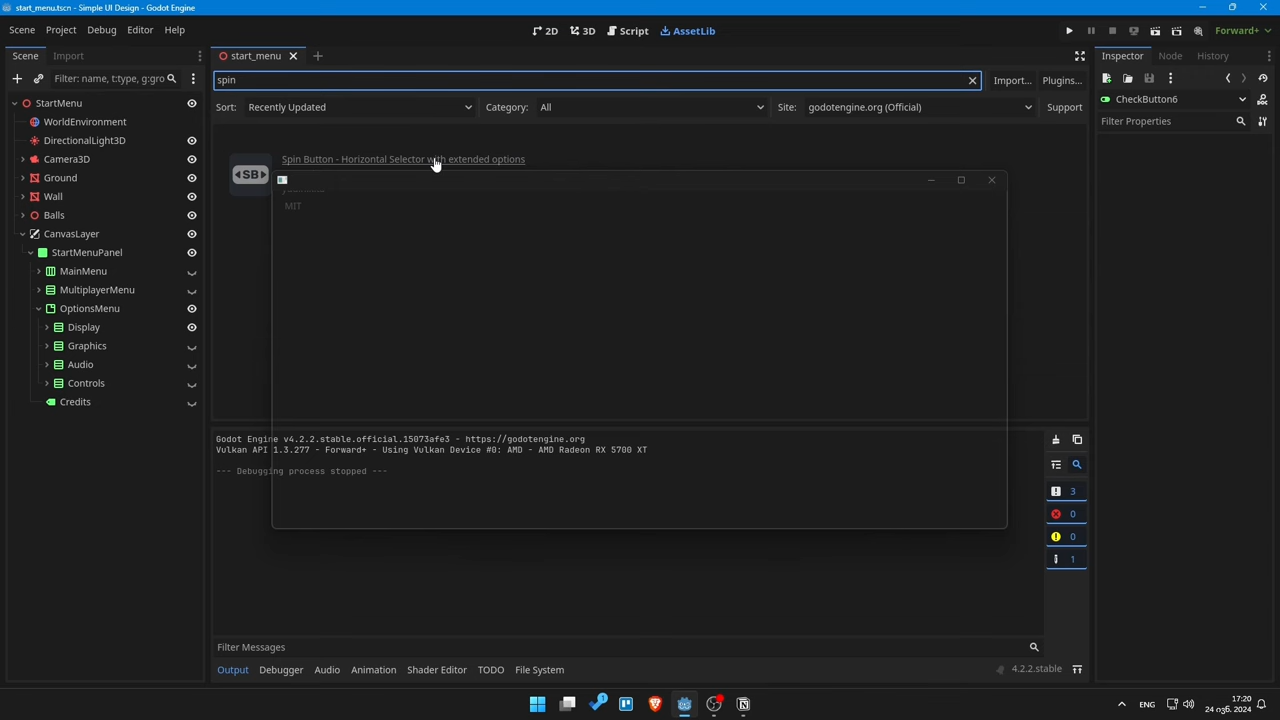 start_menu.tscn - Simple UI Design - Godot Engine
Scene Project Debug Editor Help
2D 3D Script AssetLib
Forward+
Scene Import
start_menu
Inspector Node History
Filter: name, t:type, g:gro
spin
Import... Plugins...
Sort: Recently Updated Category: All Site: godotengine.org (Official) Support
CheckButton6
Filter Properties
StartMenu
WorldEnvironment
DirectionalLight3D
Camera3D
Ground
Wall
Balls
CanvasLayer
StartMenuPanel
MainMenu
MultiplayerMenu
OptionsMenu
Display
Graphics
Audio
Controls
Credits
SB
Spin Button - Horizontal Selector with extended options
MIT
Godot Engine v4.2.2.stable.official.15073afe3 - https://godotengine.org
Vulkan API 1.3.277 - Forward+ - Using Vulkan Device #0: AMD - AMD Radeon RX 5700 XT
--- Debugging process stopped ---
3
0
0
1
Filter Messages
Output Debugger Audio Animation Shader Editor TODO File System
4.2.2.stable
1
ENG
17:20
24 ივნ. 2024